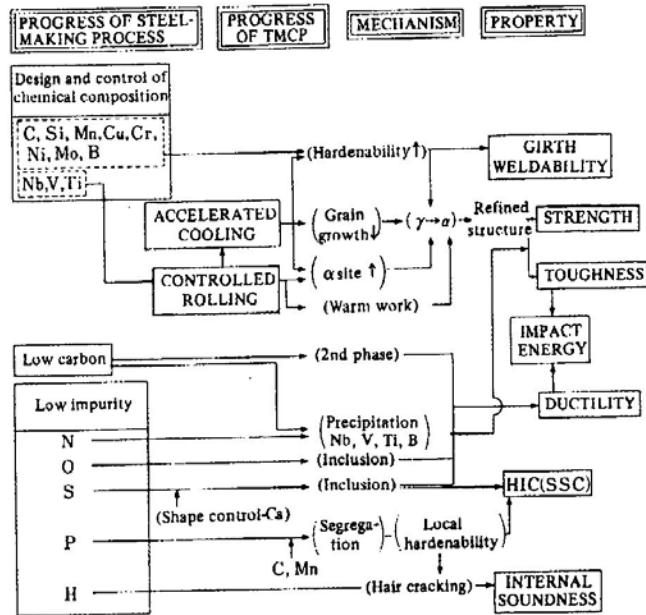 PROGRESS OF STEEL-
MAKING PROCESS
PROGRESS
OF TMCP
MECHANISM
PROPERTY
Design and control of
chemical composition
C, Si, Mn,Cu,Cr,
Ni, Mo, B
Nb,V,Ti
(Hardenability↑)
GIRTH
WELDABILITY
ACCELERATED
COOLING
(Grain
growth↓)
(γ→α)
Refined
structure
STRENGTH
CONTROLLED
ROLLING
(α site ↑)
(Warm work)
TOUGHNESS
IMPACT
ENERGY
Low carbon
(2nd phase)
DUCTILITY
Low impurity
N
(Precipitation
Nb, V, Ti, B)
O
(Inclusion)
S
(Inclusion)
HIC(SSC)
(Shape control-Ca)
P
(Segrega-
tion)
(Local
hardenability)
C, Mn
H
(Hair cracking)
INTERNAL
SOUNDNESS